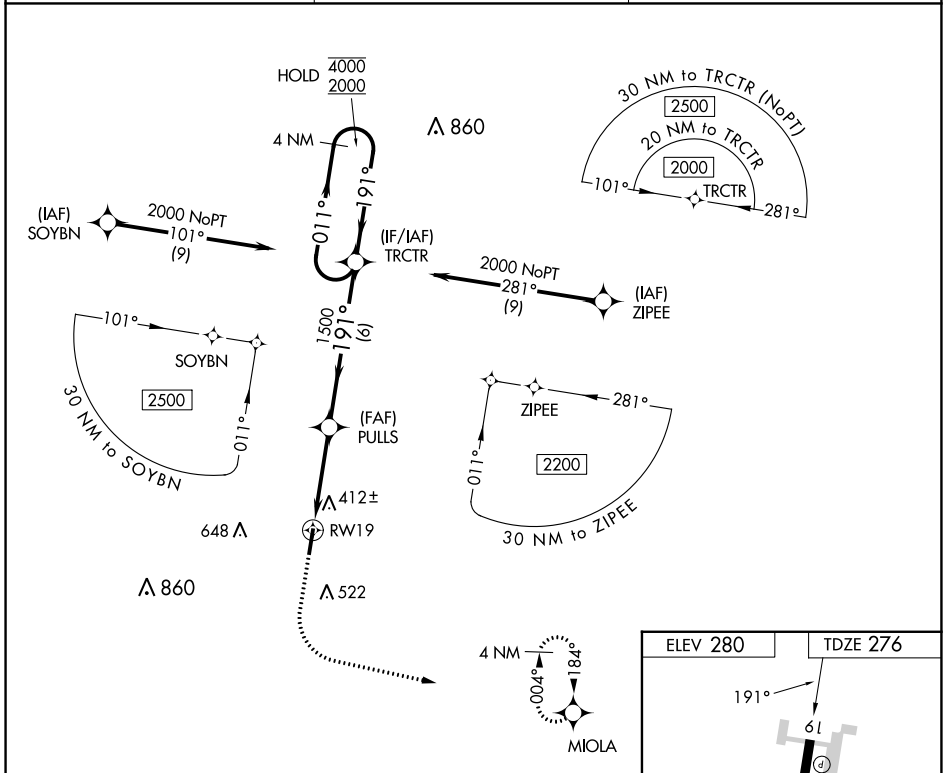 HOLD 4000
2000
4 NM
191°
011°
860
30 NM to TRCTR (NoPT)
2500
20 NM to TRCTR
2000
101°
TRCTR
281°
(IAF)
SOYBN
2000 NoPT
101°
(9)
(IF/IAF)
TRCTR
2000 NoPT
281°
(9)
(IAF)
ZIPEE
1500
191°
(6)
101°
SOYBN
2500
011°
30 NM to SOYBN
ZIPEE
281°
011°
2200
30 NM to ZIPEE
(FAF)
PULLS
412±
648
RW19
860
522
4 NM
004°
184°
MIOLA
ELEV 280
TDZE 276
191°
19
P